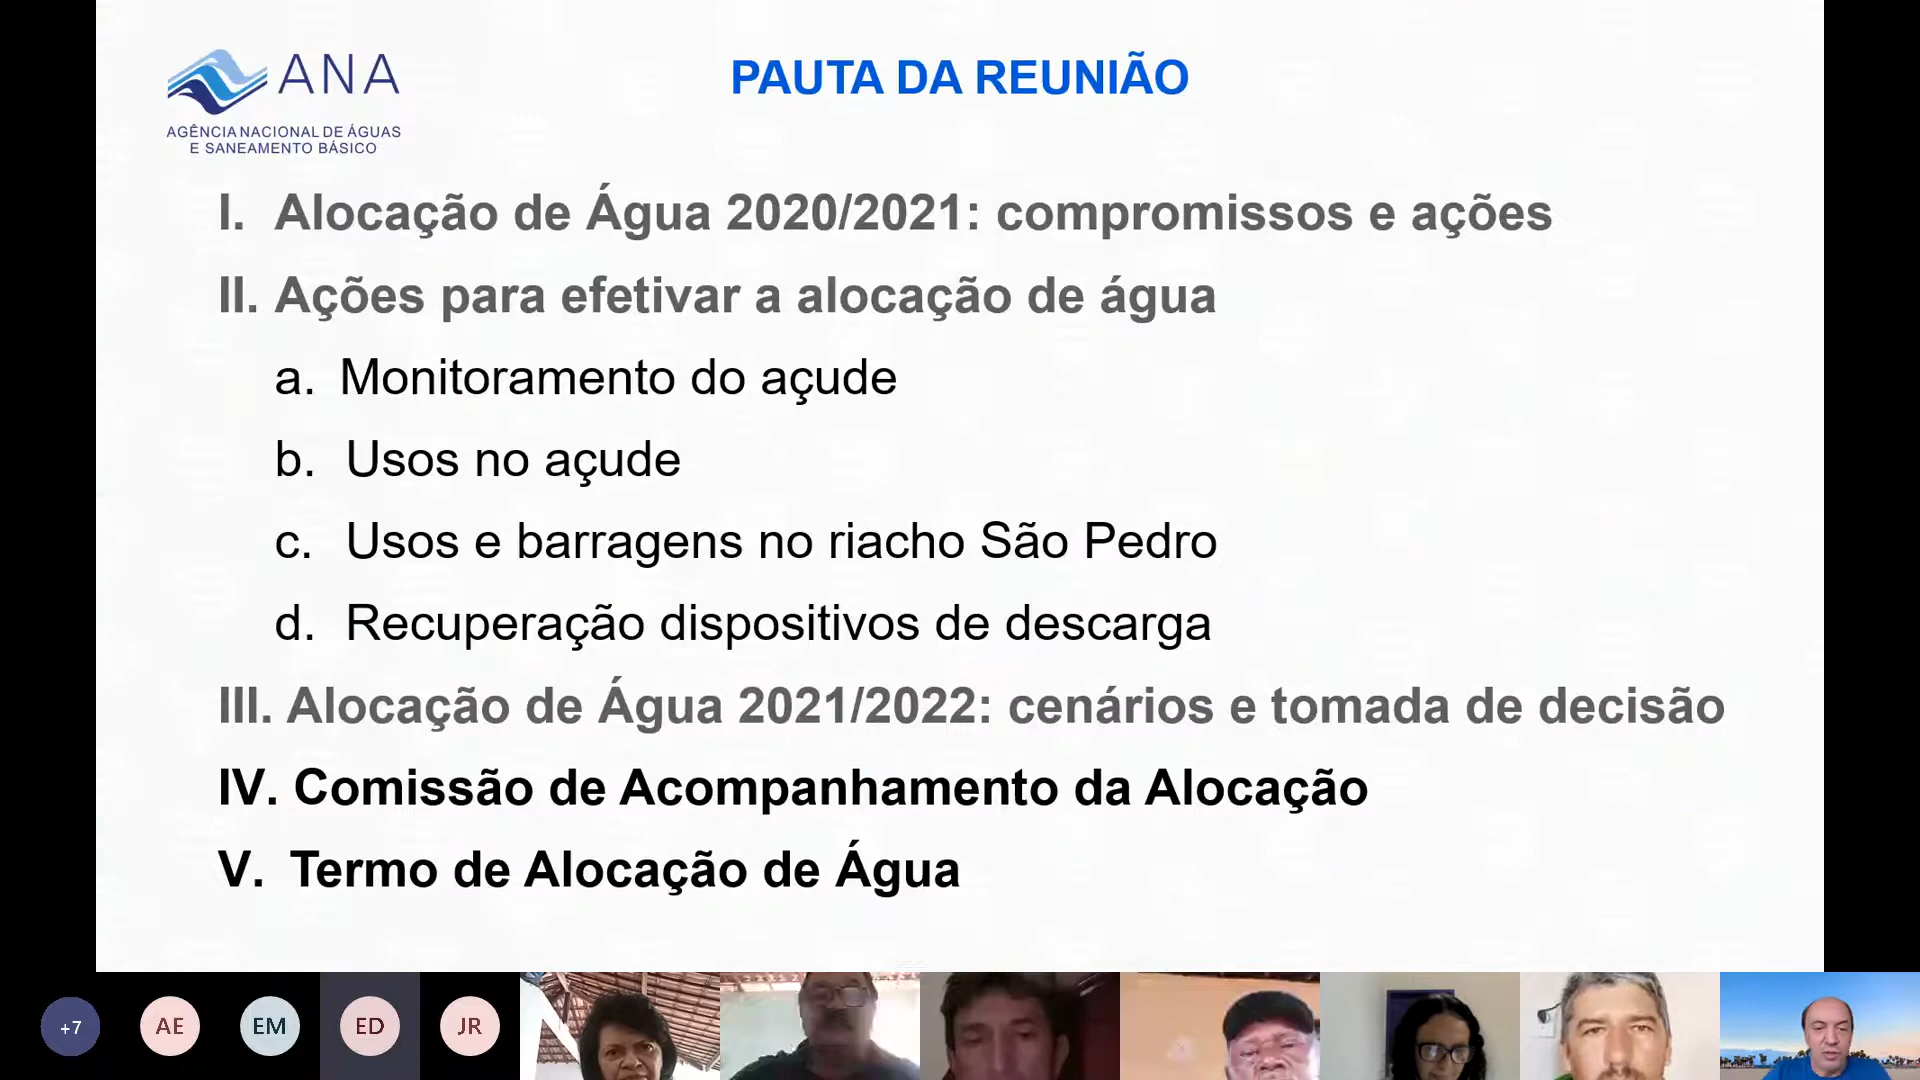 ANA
AGÊNCIA NACIONAL DE ÁGUAS
E SANEAMENTO BÁSICO
PAUTA DA REUNIÃO
I. Alocação de Água 2020/2021: compromissos e ações
II. Ações para efetivar a alocação de água
a. Monitoramento do açude
b. Usos no açude
c. Usos e barragens no riacho São Pedro
d. Recuperação dispositivos de descarga
III. Alocação de Água 2021/2022: cenários e tomada de decisão
IV. Comissão de Acompanhamento da Alocação
V. Termo de Alocação de Água
+7 AE EM ED JR